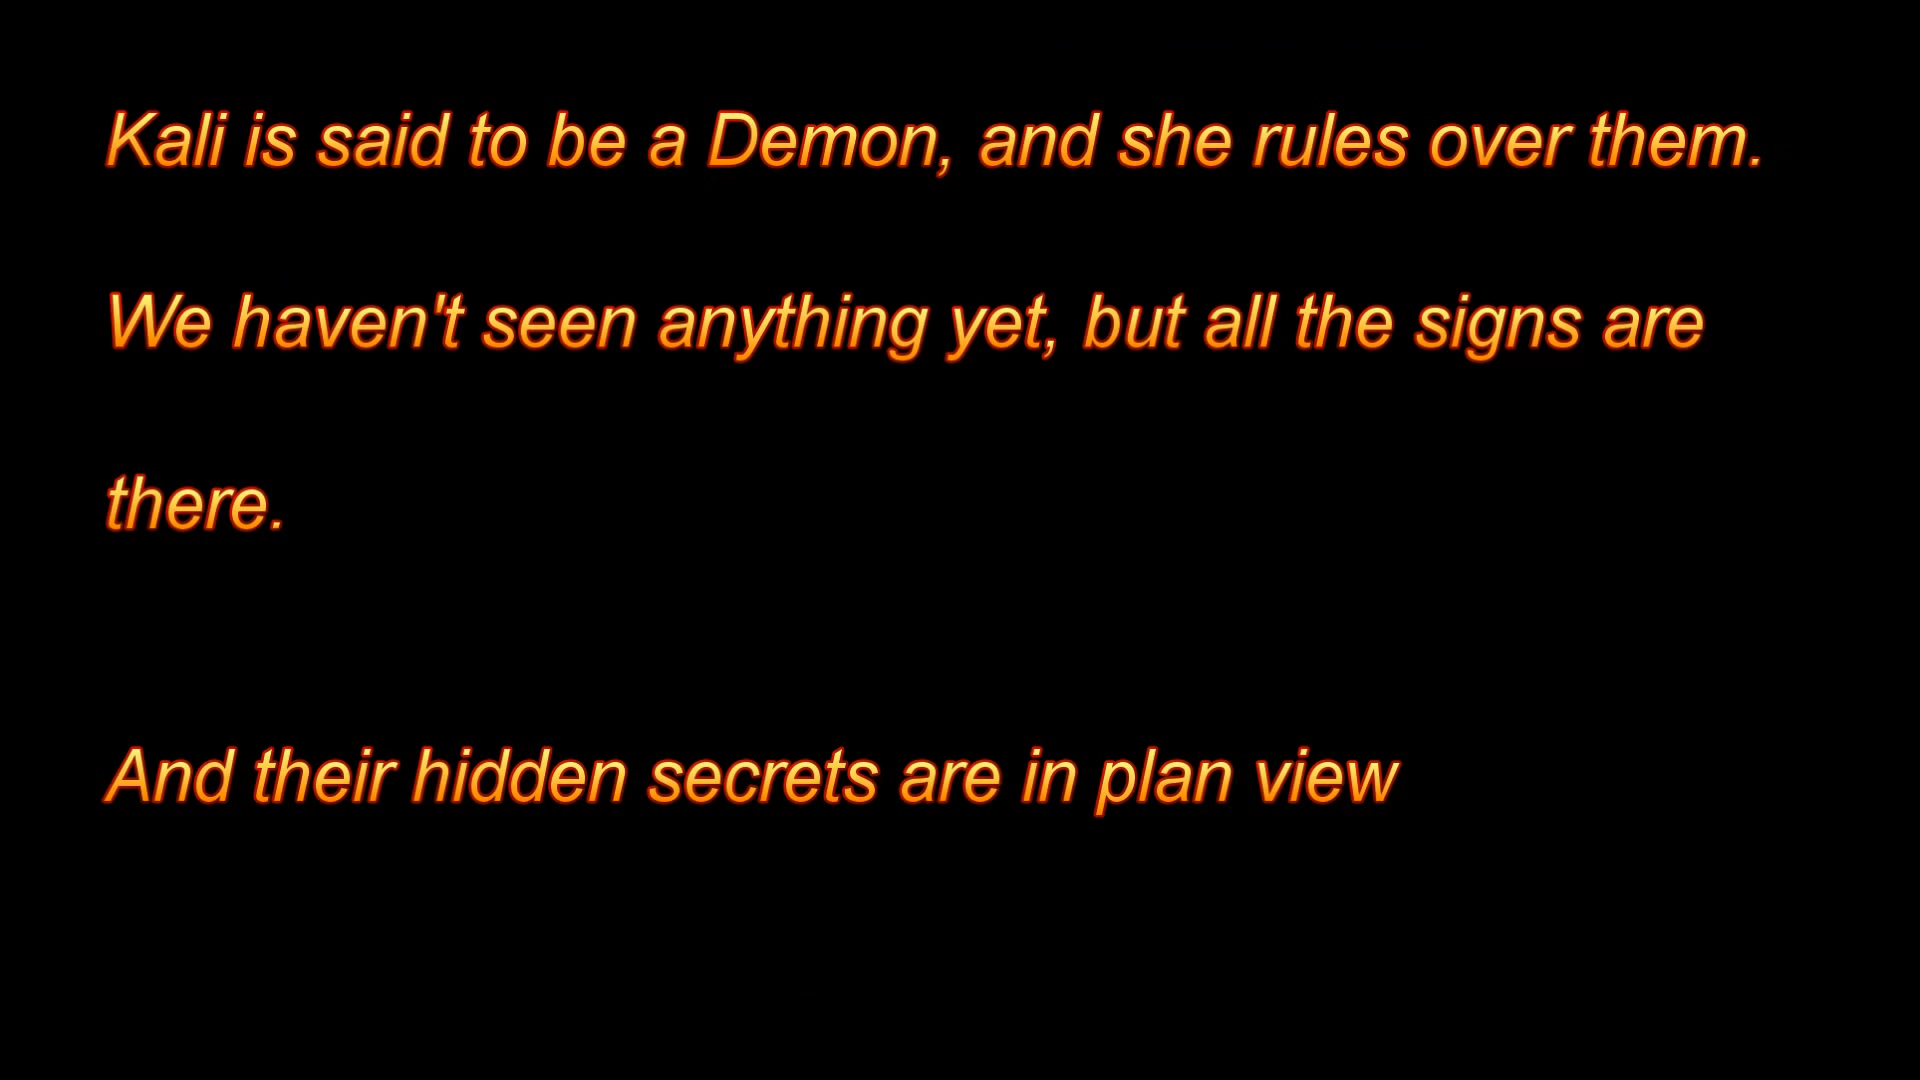 Kali is said to be a Demon, and she rules over them.
We haven't seen anything yet, but all the signs are
there.
And their hidden secrets are in plan view